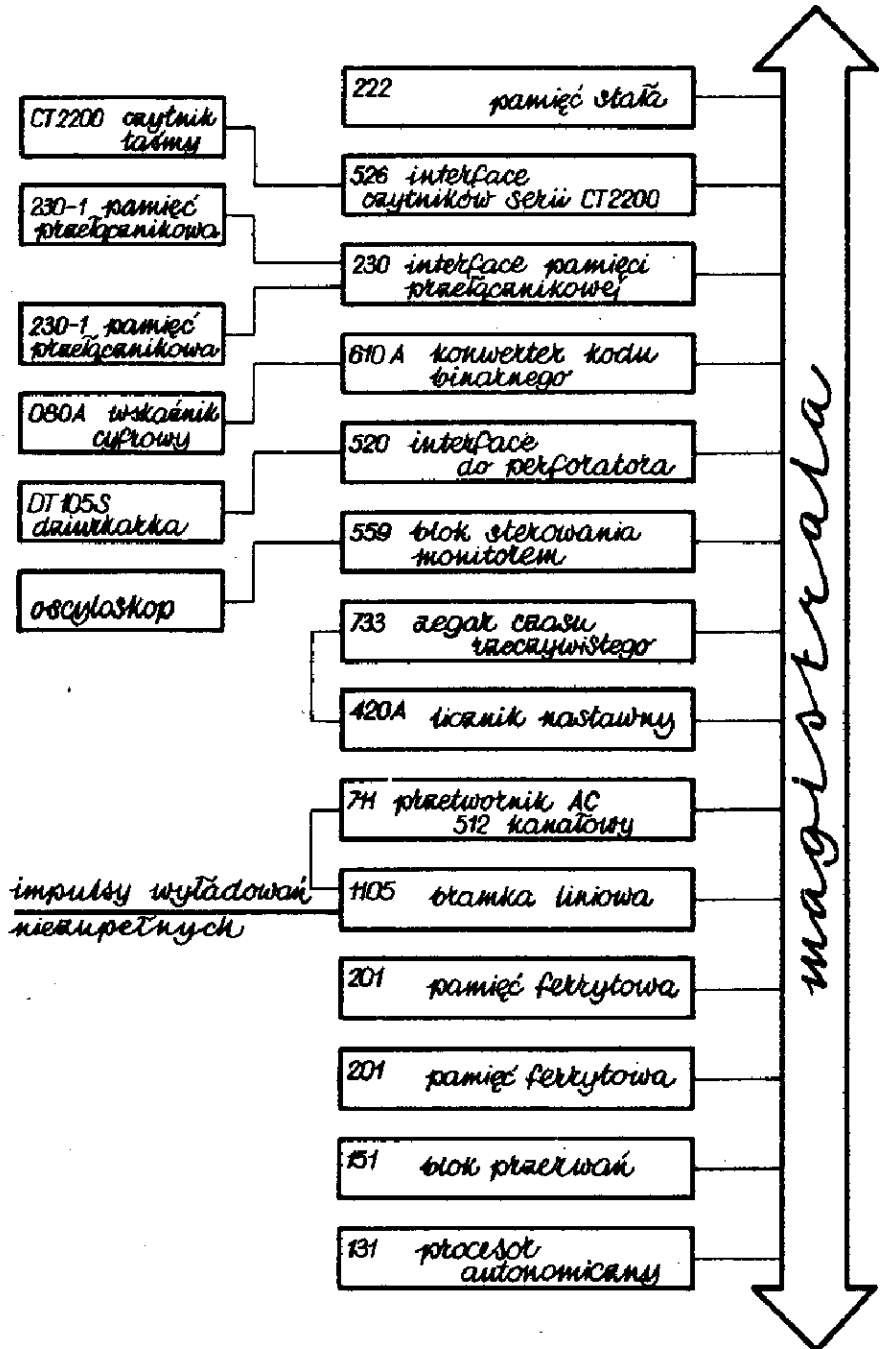 222 pamięć stała
CT2200 czytnik
taśmy
526 interface
czytników serii CT2200
230-1 pamięć
przełącznikowa
230 interface pamięci
przełącznikowej
230-1 pamięć
przełącznikowa
610A konwerter kodu
binarnego
080A wskaźnik
cyfrowy
520 interface
do perforatora
DT105S
dziurkarka
559 blok sterowania
monitorem
oscyloskop
733 zegar czasu
rzeczywistego
420A licznik nastawny
711 przetwornik AC
512 kanałowy
impulsy wyładowań
niezupełnych
1105 bramka liniowa
201 pamięć ferrytowa
201 pamięć ferrytowa
151 blok przerwań
131 procesor
autonomiczny
magistrala